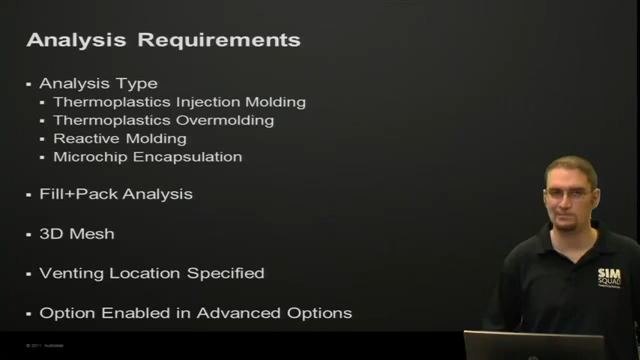 Analysis Requirements
▪ Analysis Type
▪ Thermoplastics Injection Molding
▪ Thermoplastics Overmolding
▪ Reactive Molding
▪ Microchip Encapsulation
▪ Fill+Pack Analysis
▪ 3D Mesh
▪ Venting Location Specified
▪ Option Enabled in Advanced Options
SIM
SQUAD
© 2011 Autodesk